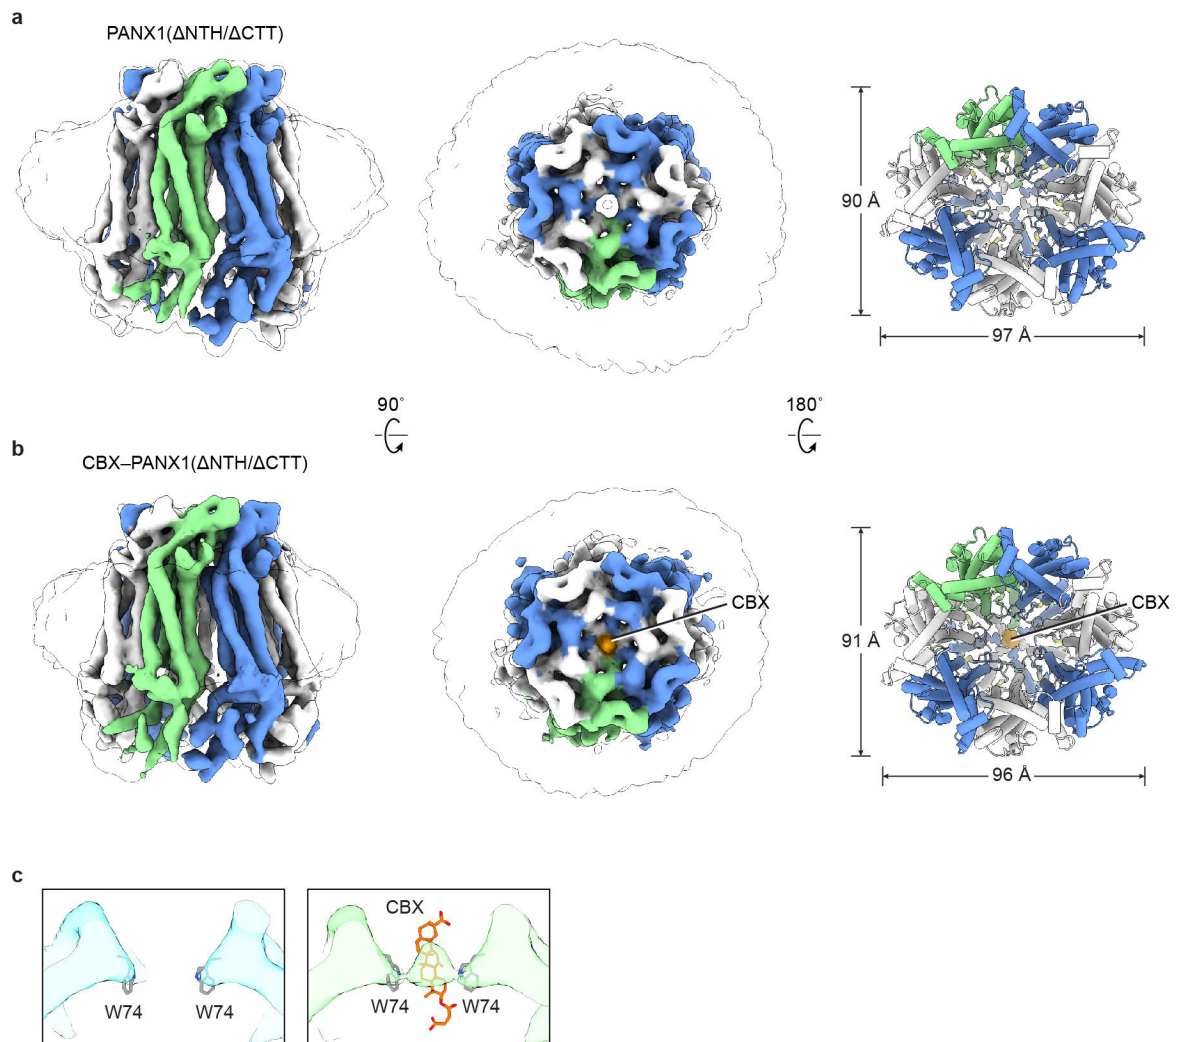 a
PANX1(ΔNTH/ΔCTT)
90 Å
97 Å
90˚
180˚
b
CBX–PANX1(ΔNTH/ΔCTT)
CBX
CBX
91 Å
96 Å
c
CBX
W74
W74
W74
W74